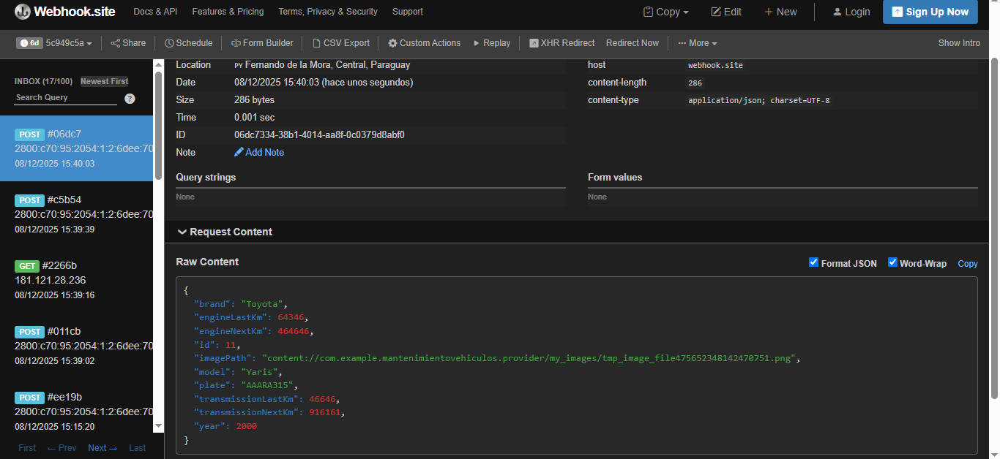 Webhook.site Docs & API Features & Pricing Terms, Privacy & Security Support Copy Edit New Login Sign Up Now
6d 5c949c5a Share Schedule Form Builder CSV Export Custom Actions Replay XHR Redirect Redirect Now ··· More Show Intro
INBOX (17/100) Newest First
Search Query ?
POST #06dc7
2800:c70:95:2054:1:2:6dee:70
08/12/2025 15:40:03
POST #c5b54
2800:c70:95:2054:1:2:6dee:70
08/12/2025 15:39:39
GET #2266b
181.121.28.236
08/12/2025 15:39:16
POST #011cb
2800:c70:95:2054:1:2:6dee:70
08/12/2025 15:39:02
POST #ee19b
2800:c70:95:2054:1:2:6dee:70
08/12/2025 15:15:20
First ← Prev Next → Last
Location PY Fernando de la Mora, Central, Paraguay
Date 08/12/2025 15:40:03 (hace unos segundos)
Size 286 bytes
Time 0.001 sec
ID 06dc7334-38b1-4014-aa8f-0c0379d8abf0
Note Add Note
host webhook.site
content-length 286
content-type application/json; charset=UTF-8
Query strings
None
Form values
None
Request Content
Raw Content Format JSON Word-Wrap Copy
{
"brand": "Toyota",
"engineLastKm": 64346,
"engineNextKm": 464646,
"id": 11,
"imagePath": "content://com.example.mantenimientovehiculos.provider/my_images/tmp_image_file475652348142470751.png",
"model": "Yaris",
"plate": "AAARA315",
"transmissionLastKm": 46646,
"transmissionNextKm": 916161,
"year": 2000
}